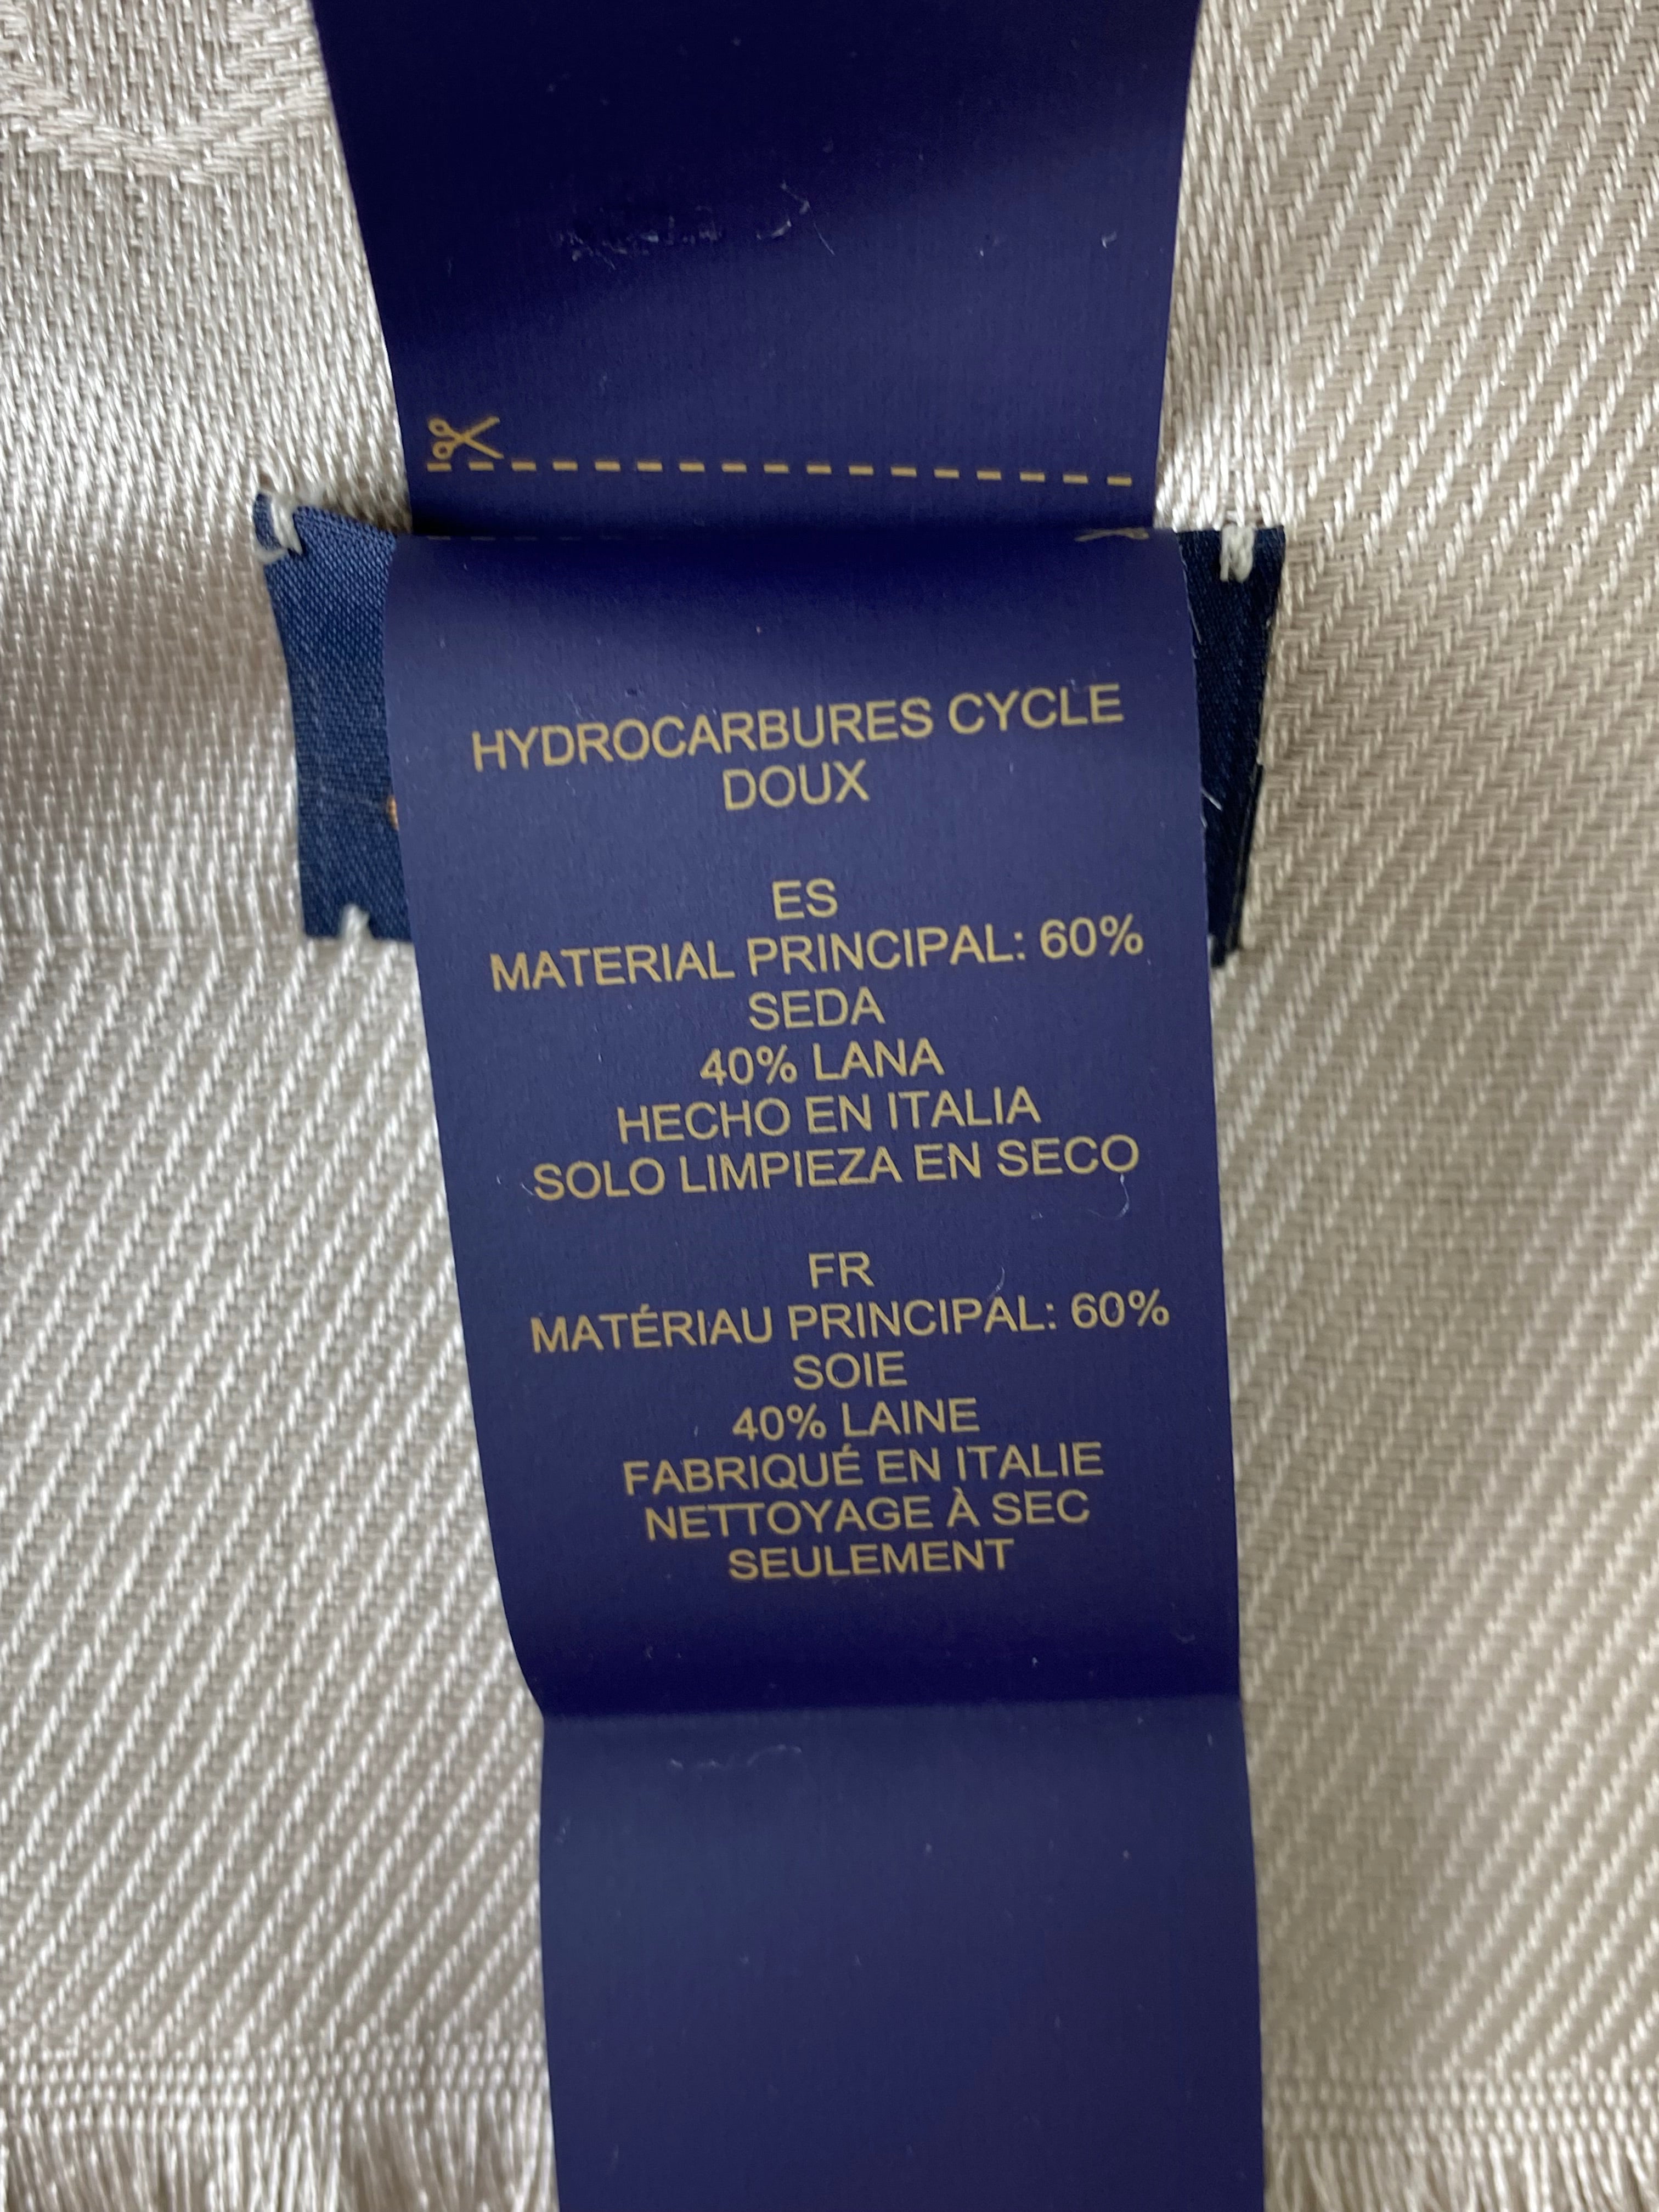 HYDROCARBURES CYCLE
DOUX
ES
MATERIAL PRINCIPAL: 60%
SEDA
40% LANA
HECHO EN ITALIA
SOLO LIMPIEZA EN SECO
FR
MATÉRIAU PRINCIPAL: 60%
SOIE
40% LAINE
FABRIQUÉ EN ITALIE
NETTOYAGE À SEC
SEULEMENT